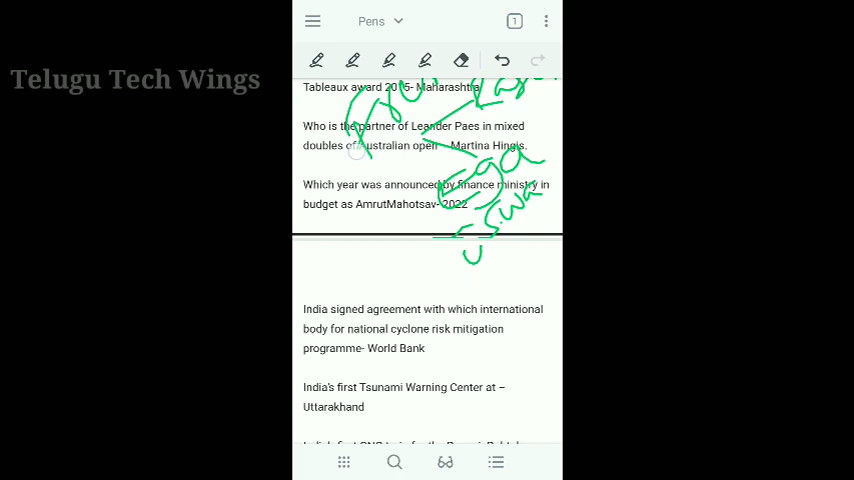 Pens
1
Telugu Tech Wings
Tableaux award 2015- Maharashtra
Who is the partner of Leander Paes in mixed
doubles of Australian open – Martina Hingis.
Which year was announced by finance ministry in
budget as AmrutMahotsav- 2022
India signed agreement with which international
body for national cyclone risk mitigation
programme- World Bank
India's first Tsunami Warning Center at –
Uttarakhand